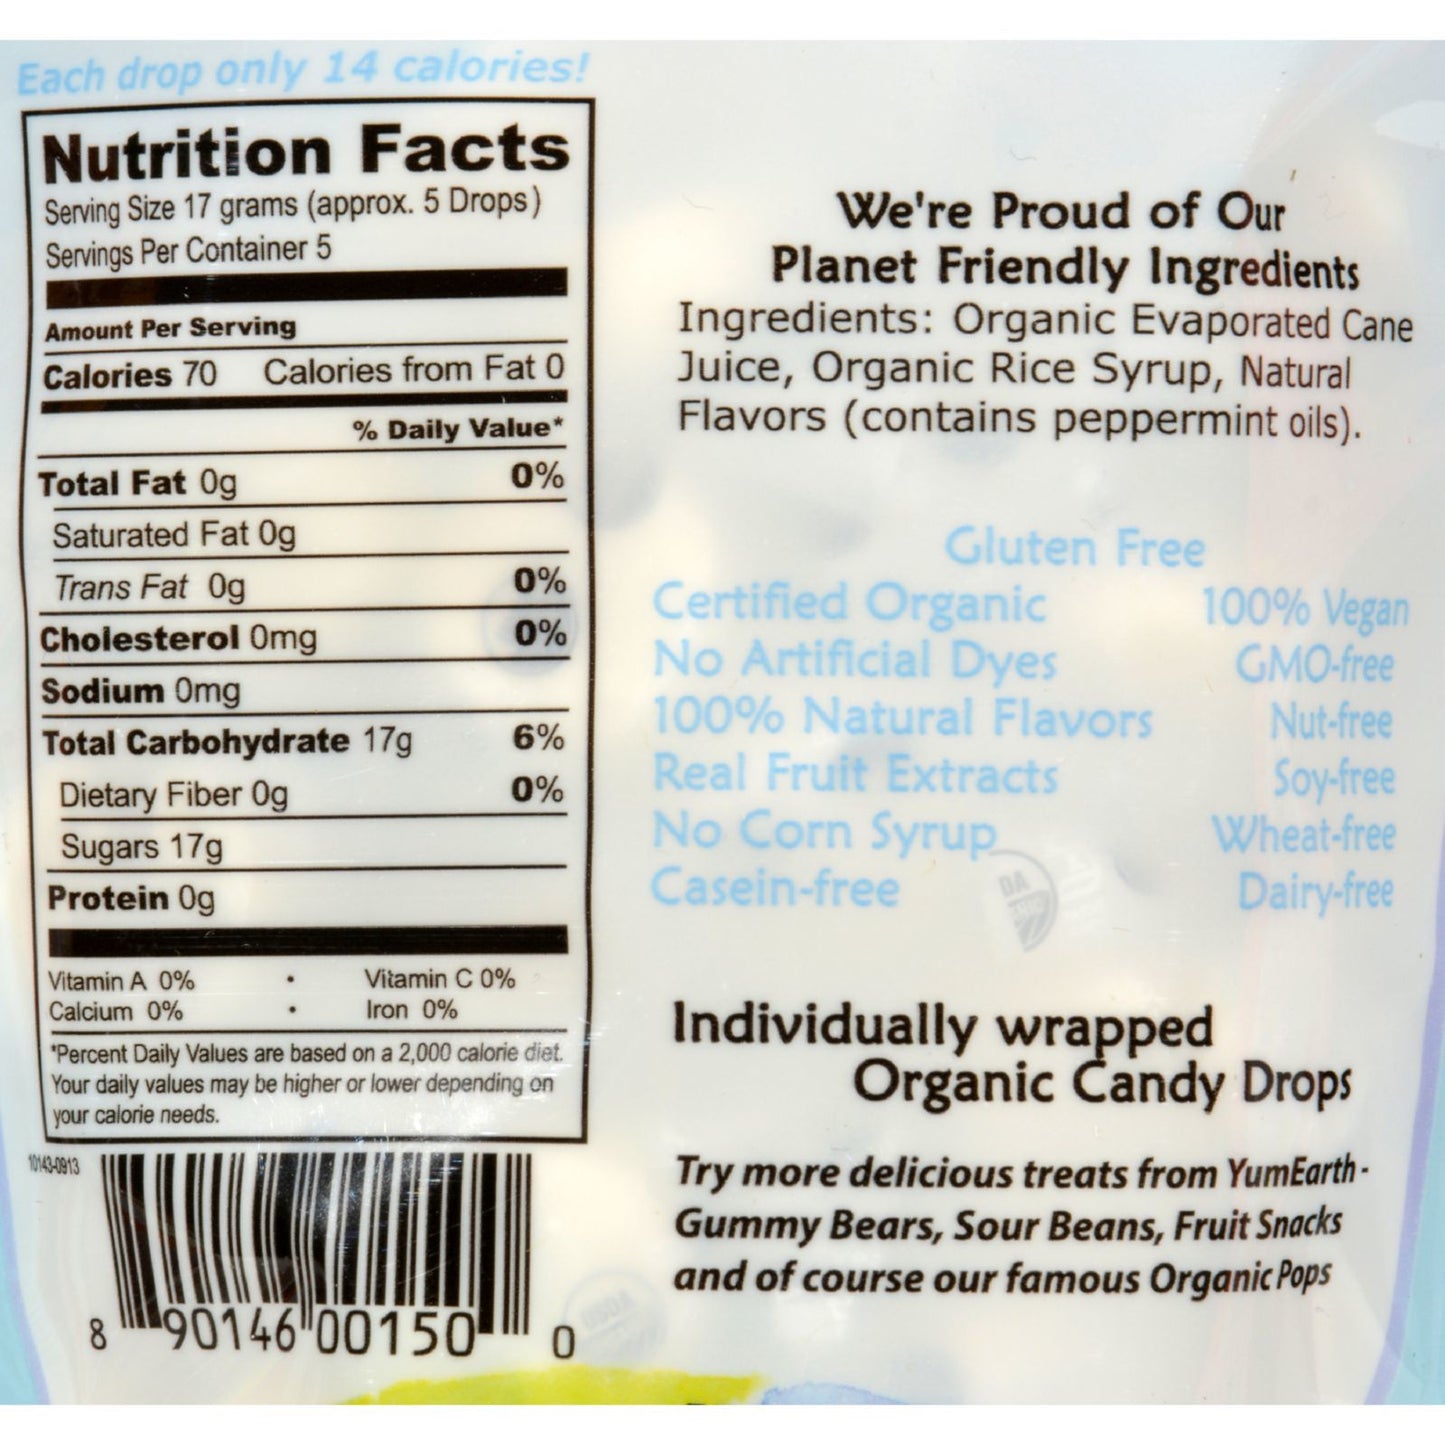 Each drop only 14 calories!
Nutrition Facts
Serving Size 17 grams (approx. 5 Drops)
Servings Per Container 5
Amount Per Serving
Calories 70 Calories from Fat 0
% Daily Value*
Total Fat 0g 0%
Saturated Fat 0g
Trans Fat 0g 0%
Cholesterol 0mg 0%
Sodium 0mg
Total Carbohydrate 17g 6%
Dietary Fiber 0g 0%
Sugars 17g
Protein 0g
Vitamin A 0% • Vitamin C 0%
Calcium 0% • Iron 0%
*Percent Daily Values are based on a 2,000 calorie diet.
Your daily values may be higher or lower depending on
your calorie needs.
10143-0913
8 90146 00150 0
We're Proud of Our
Planet Friendly Ingredients
Ingredients: Organic Evaporated Cane
Juice, Organic Rice Syrup, Natural
Flavors (contains peppermint oils).
Gluten Free
Certified Organic 100% Vegan
No Artificial Dyes GMO-free
100% Natural Flavors Nut-free
Real Fruit Extracts Soy-free
No Corn Syrup Wheat-free
Casein-free Dairy-free
Individually wrapped
Organic Candy Drops
Try more delicious treats from YumEarth -
Gummy Bears, Sour Beans, Fruit Snacks
and of course our famous Organic Pops